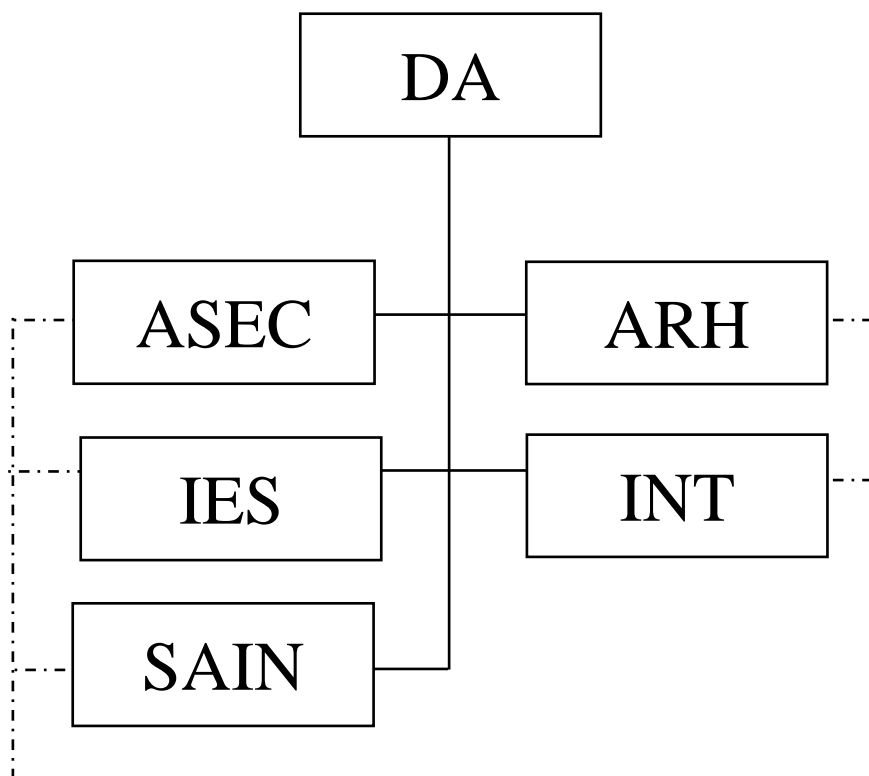 DA
ASEC
ARH
IES
INT
SAIN